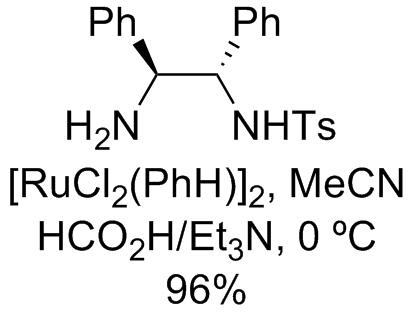 Ph Ph
H₂N NHTs
[RuCl₂(PhH)]₂, MeCN
HCO₂H/Et₃N, 0 ºC
96%